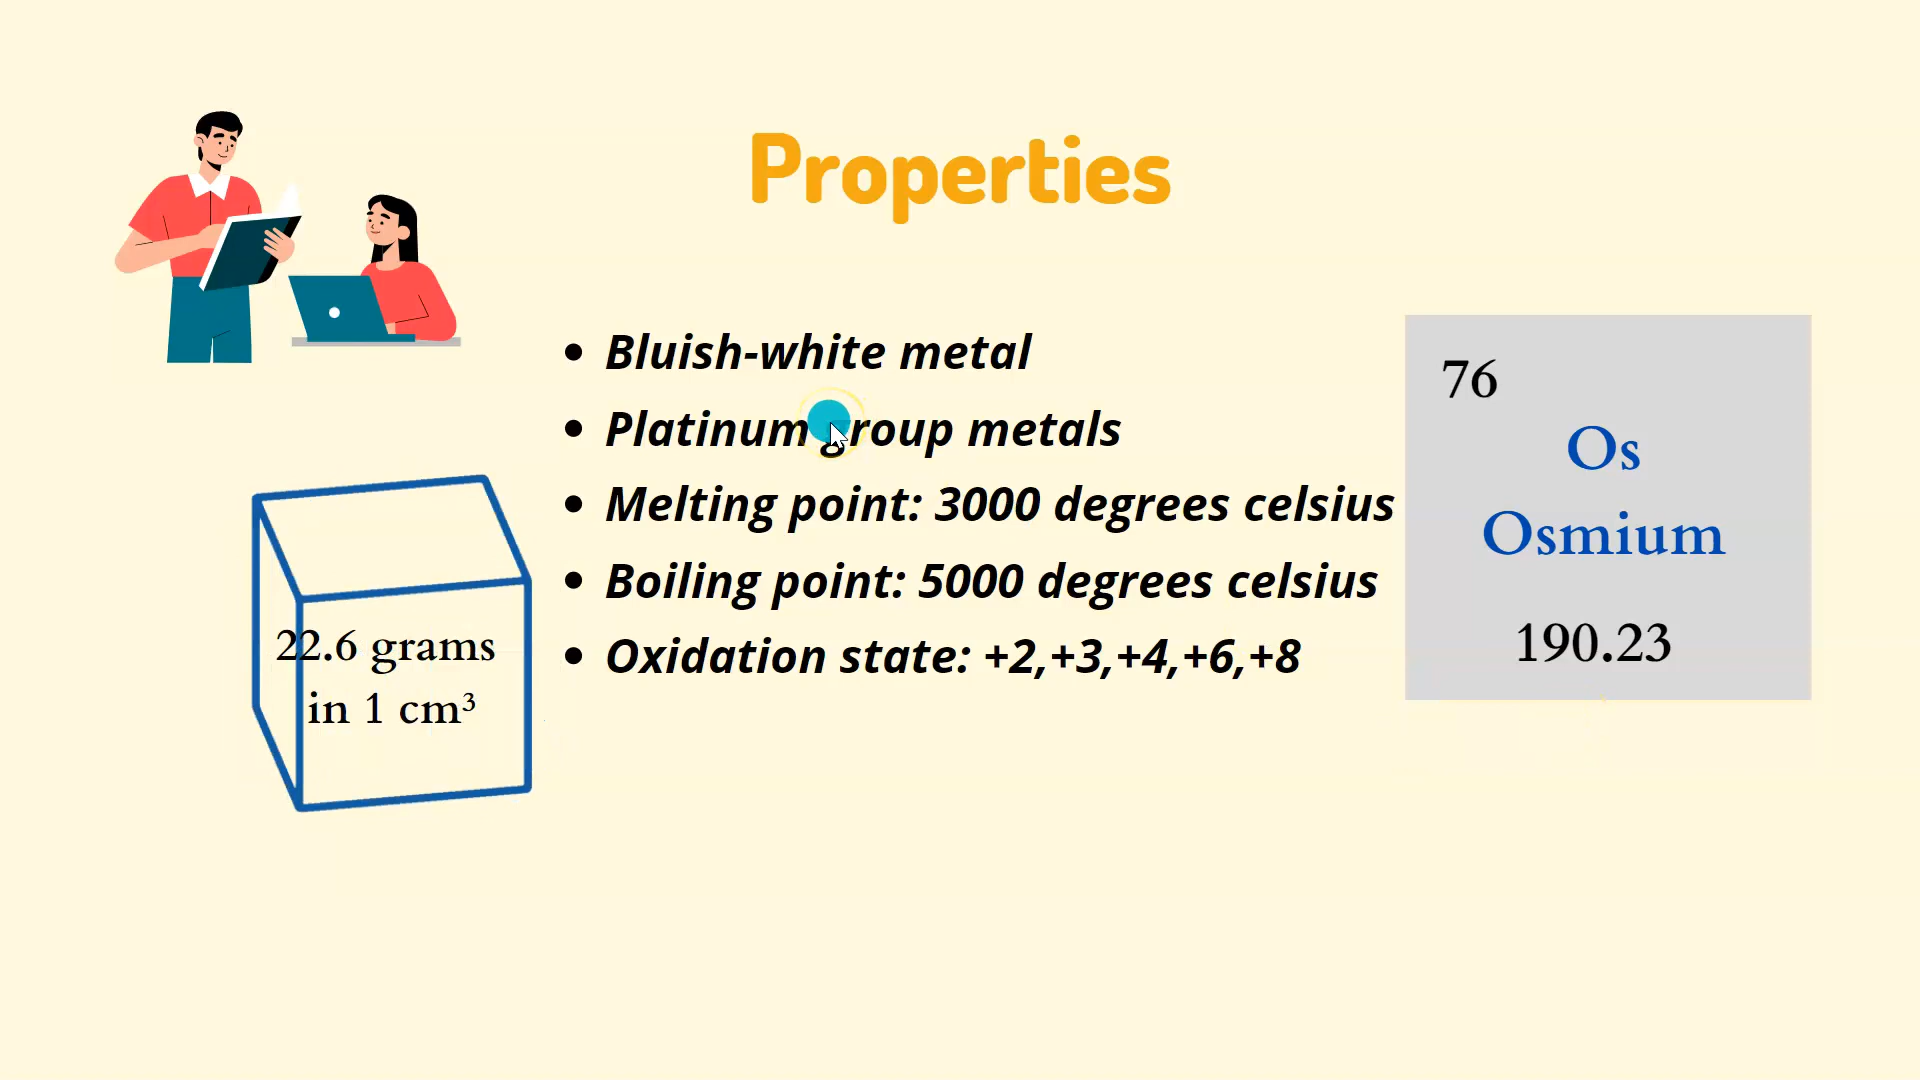 Properties
• Bluish-white metal
• Platinum group metals
• Melting point: 3000 degrees celsius
• Boiling point: 5000 degrees celsius
• Oxidation state: +2,+3,+4,+6,+8
22.6 grams
in 1 cm³
76
Os
Osmium
190.23